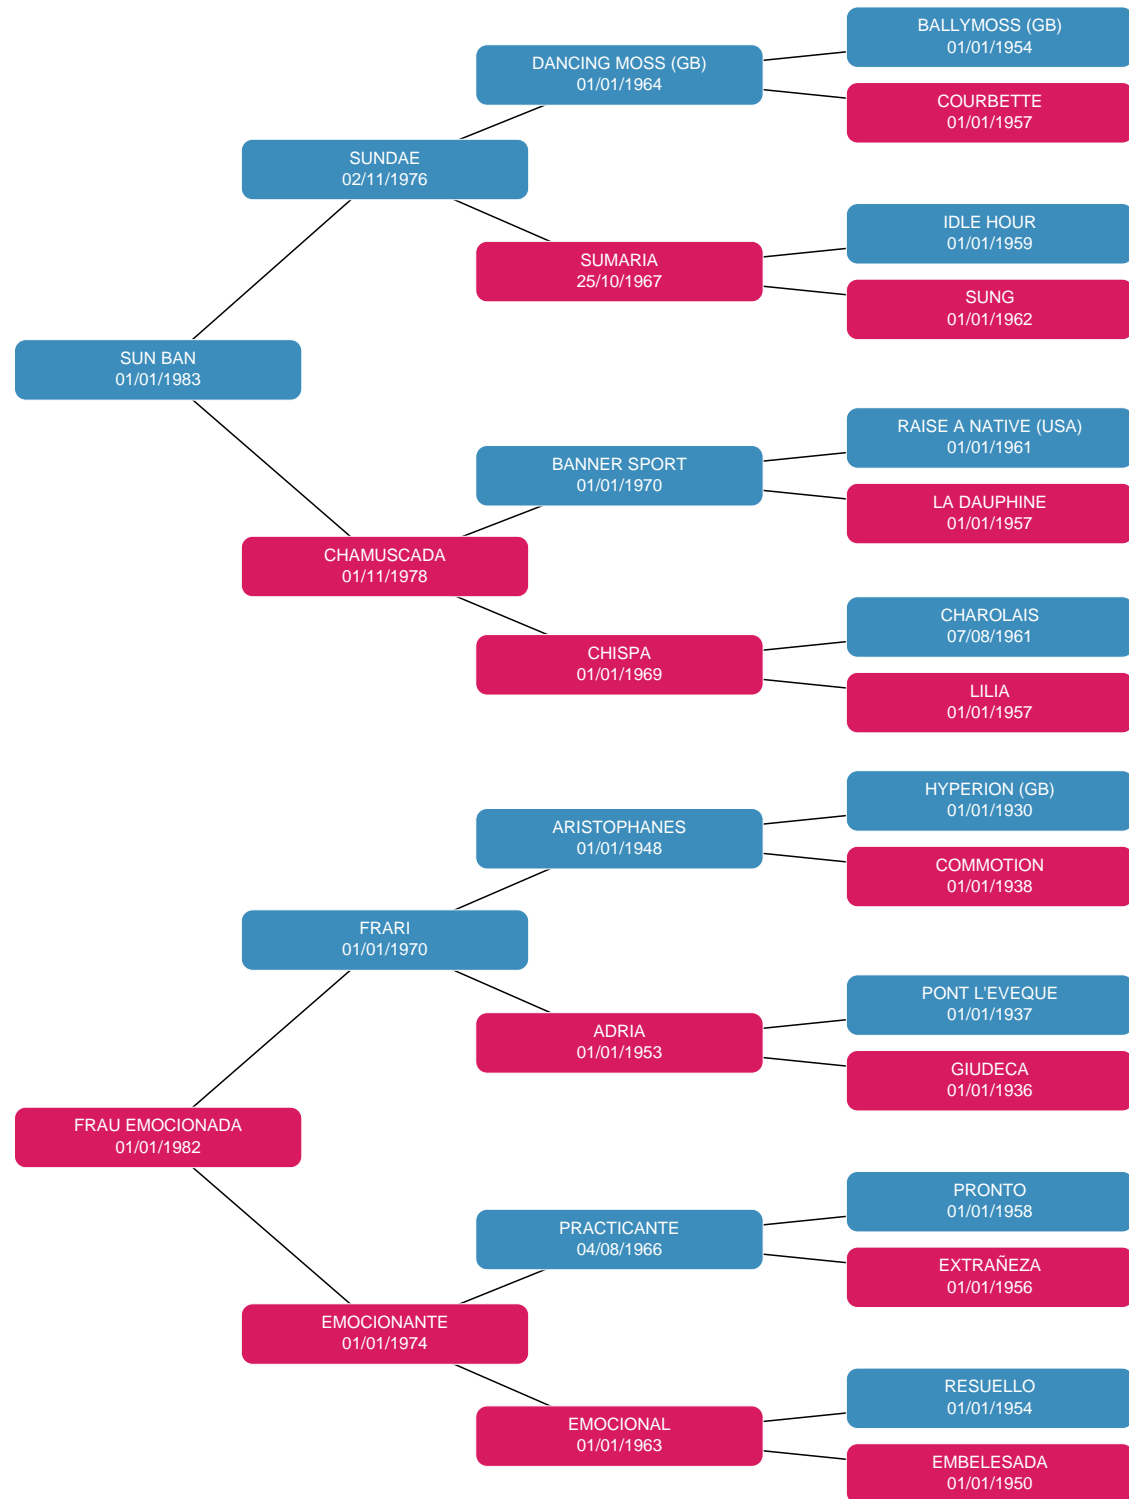 BALLYMOSS (GB)
01/01/1954
DANCING MOSS (GB)
01/01/1964
COURBETTE
01/01/1957
SUNDAE
02/11/1976
IDLE HOUR
01/01/1959
SUMARIA
25/10/1967
SUNG
01/01/1962
SUN BAN
01/01/1983
RAISE A NATIVE (USA)
01/01/1961
BANNER SPORT
01/01/1970
LA DAUPHINE
01/01/1957
CHAMUSCADA
01/11/1978
CHAROLAIS
07/08/1961
CHISPA
01/01/1969
LILIA
01/01/1957
HYPERION (GB)
01/01/1930
ARISTOPHANES
01/01/1948
COMMOTION
01/01/1938
FRARI
01/01/1970
PONT L'EVEQUE
01/01/1937
ADRIA
01/01/1953
GIUDECA
01/01/1936
FRAU EMOCIONADA
01/01/1982
PRONTO
01/01/1958
PRACTICANTE
04/08/1966
EXTRAÑEZA
01/01/1956
EMOCIONANTE
01/01/1974
RESUELLO
01/01/1954
EMOCIONAL
01/01/1963
EMBELESADA
01/01/1950